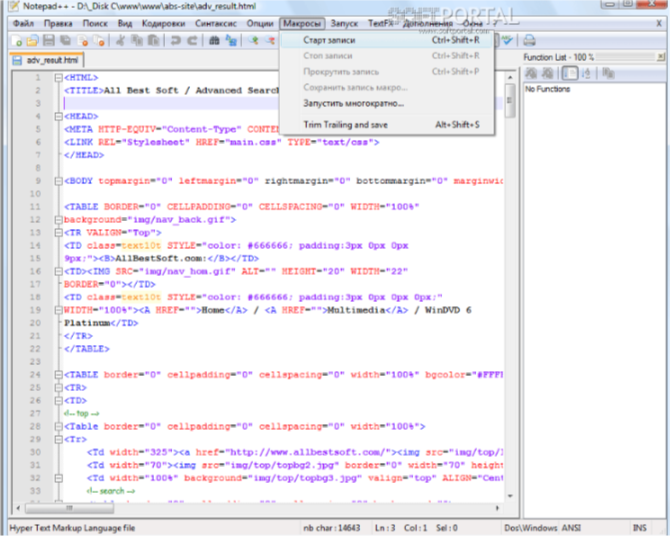 Notepad++ - D:\_Disk C\www\www\abs-site\adv_result.html
SOFTPORTAL
www.softportal.com
Файл Правка Поиск Вид Кодировки Синтаксис Опции Макросы Запуск TextFX Дополнения Окна
Старт записи Ctrl+Shift+R
Стоп записи Ctrl+Shift+R
Прокрутить запись Ctrl+Shift+P
Сохранить запись макро...
Запустить многократно...
Trim Trailing and save Alt+Shift+S
adv_result.html
Function List - 100 %
No Functions
1 <HTML>
2 <TITLE>All Best Soft / Advanced Searc
3
4 <HEAD>
5 <META HTTP-EQUIV="Content-Type" CONTE
6 <LINK REL="Stylesheet" HREF="main.css" TYPE="text/css">
7 </HEAD>
8
9 <BODY topmargin="0" leftmargin="0" rightmargin="0" bottommargin="0" marginwid
10
11 <TABLE BORDER="0" CELLPADDING="0" CELLSPACING="0" WIDTH="100%"
12 background="img/nav_back.gif">
13 <TR VALIGN="Top">
14 <TD class=text10t STYLE="color: #666666; padding:3px 0px 0px
15 9px;"><B>AllBestSoft.com:</B></TD>
16 <TD><IMG SRC="img/nav_hom.gif" ALT="" HEIGHT="20" WIDTH="22"
17 BORDER="0"></TD>
18 <TD class=text10t STYLE="color: #666666; padding:3px 0px 0px 0px;"
19 WIDTH="100%"><A HREF="">Home</A> / <A HREF="">Multimedia</A> / WinDVD 6
20 Platinum</TD>
21 </TR>
22 </TABLE>
23
24 <TABLE border="0" cellpadding="0" cellspacing="0" width="100%" bgcolor="#FFF
25 <TR>
26 <TD>
27 <!-- top -->
28 <Table border="0" cellpadding="0" cellspacing="0" width="100%">
29 <Tr>
30 <Td width="325"><a href="http://www.allbestsoft.com/"><img src="img/top/l
31 <Td width="70"><img src="img/top/topbg2.jpg" border="0" width="70" height
32 <Td width="100%" background="img/top/topbg3.jpg" valign="top" ALIGN="Cent
33 <!-- search -->
Hyper Text Markup Language file nb char : 14643 Ln : 3 Col : 1 Sel : 0 Dos\Windows ANSI INS